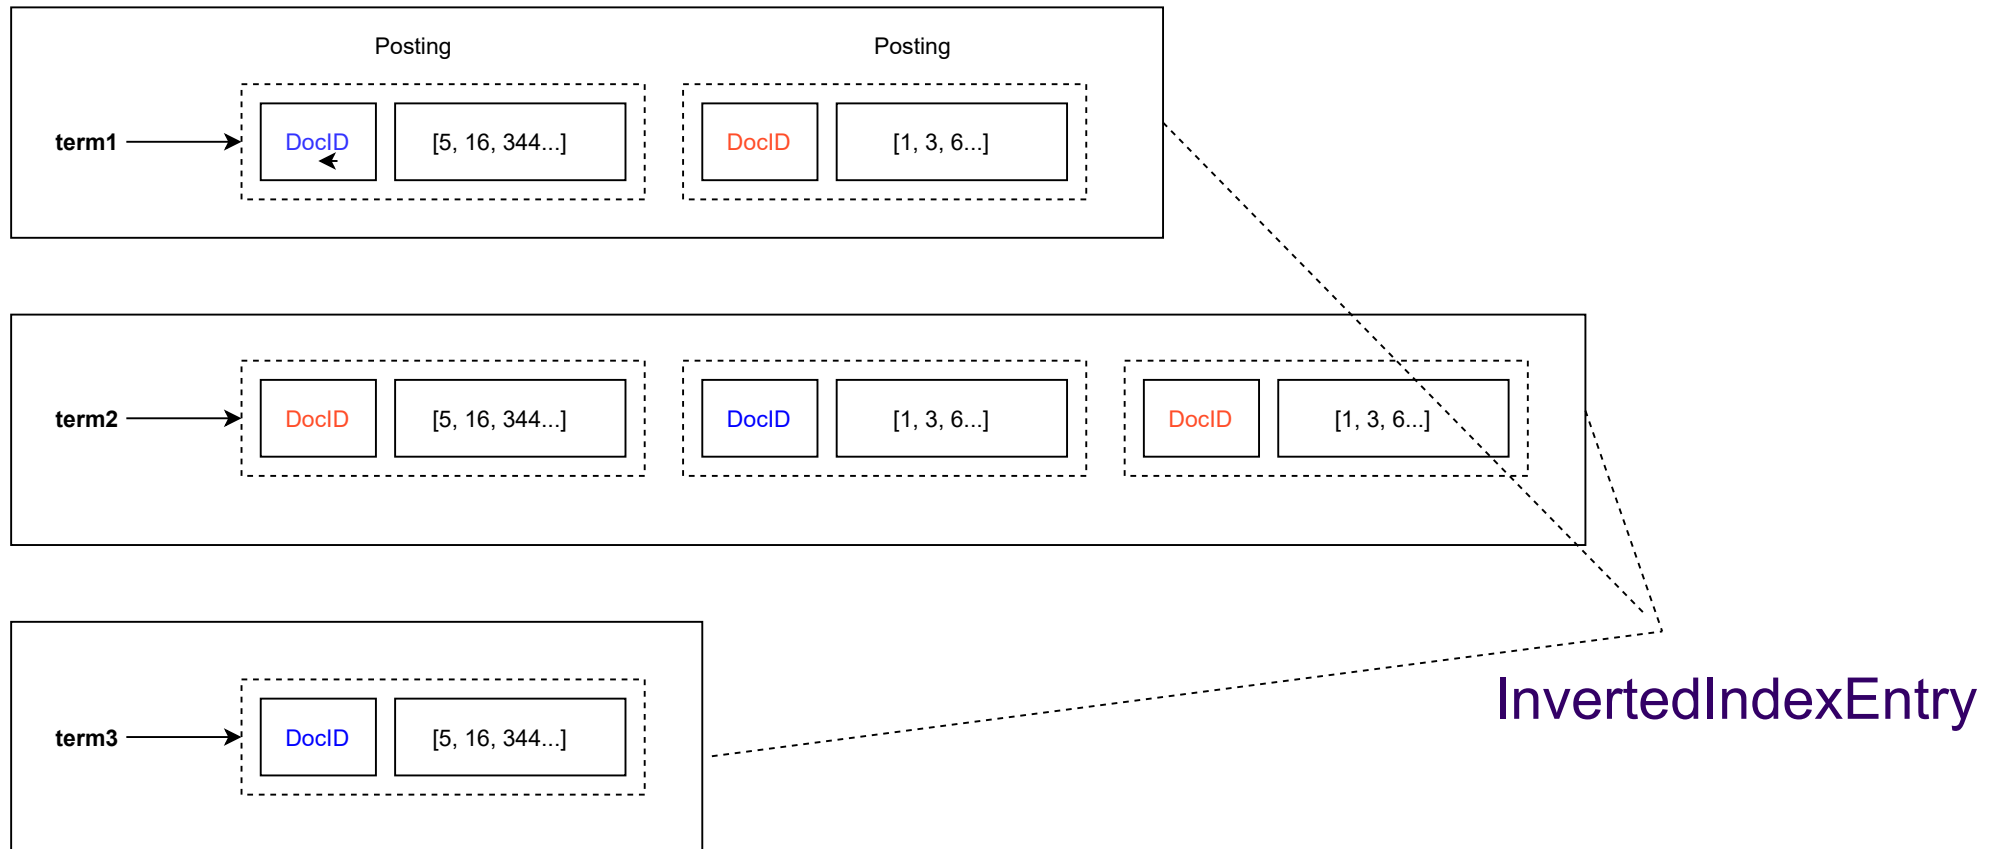 Posting Posting
term1 DocID [5, 16, 344...] DocID [1, 3, 6...]
term2 DocID [5, 16, 344...] DocID [1, 3, 6...] DocID [1, 3, 6...]
InvertedIndexEntry
term3 DocID [5, 16, 344...]